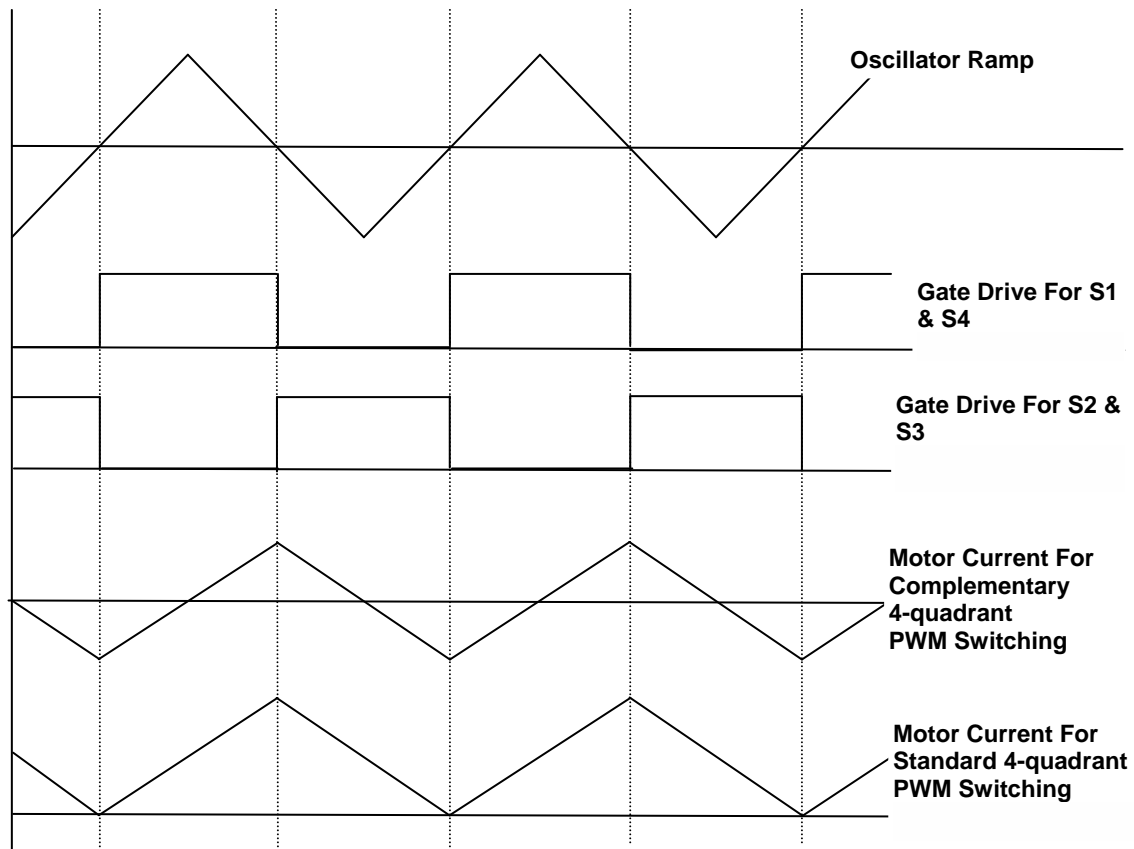 Oscillator Ramp
Gate Drive For S1
& S4
Gate Drive For S2 &
S3
Motor Current For
Complementary
4-quadrant
PWM Switching
Motor Current For
Standard 4-quadrant
PWM Switching